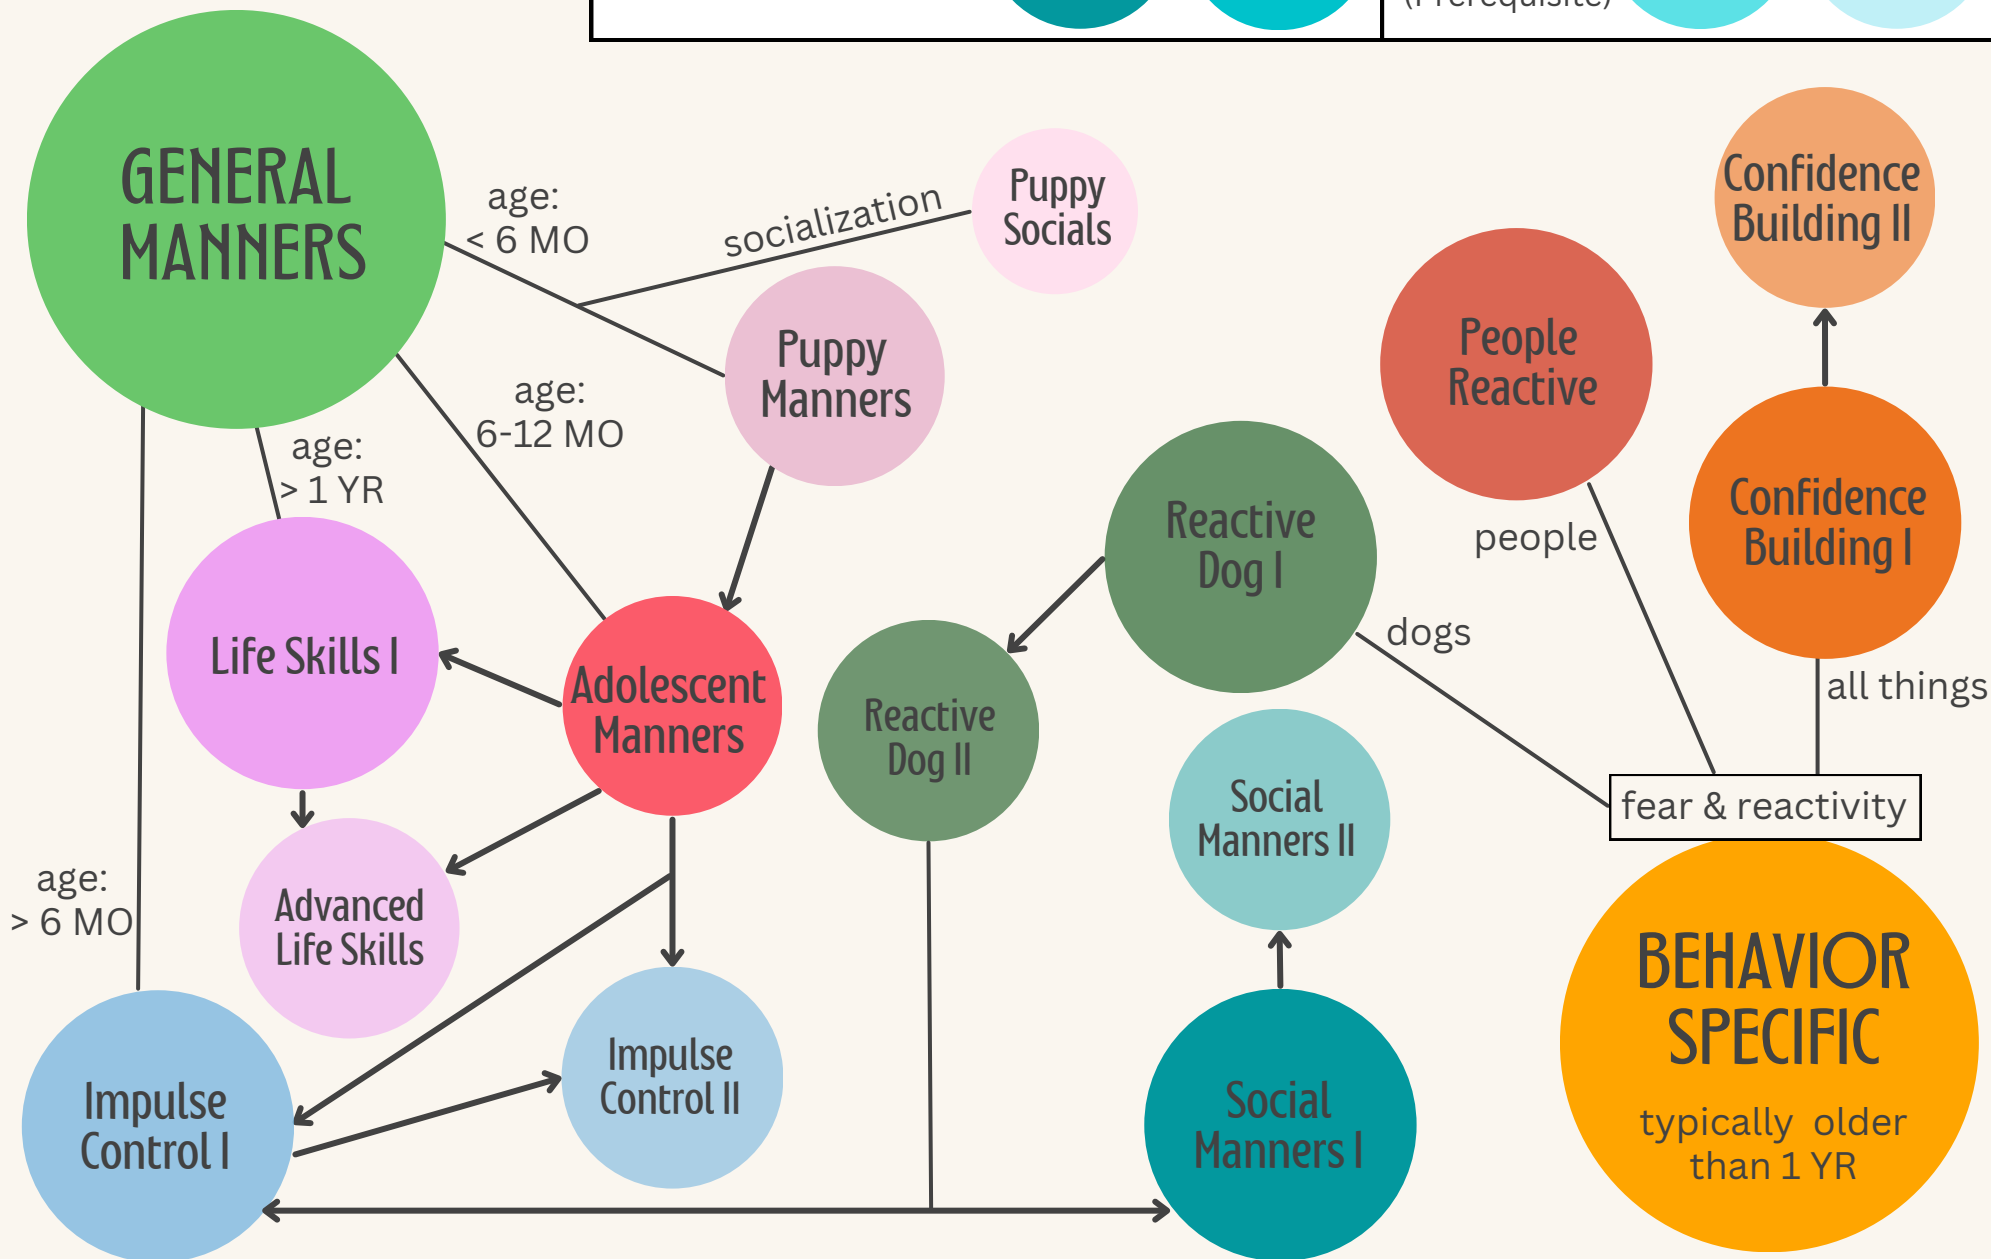 (Prerequisite)
GENERAL
MANNERS
age:
< 6 MO
socialization
Puppy
Socials
Puppy
Manners
age:
6-12 MO
age:
> 1 YR
Life Skills I
Adolescent
Manners
Advanced
Life Skills
age:
> 6 MO
Impulse
Control I
Impulse
Control II
Reactive
Dog I
Reactive
Dog II
Social
Manners II
Social
Manners I
People
Reactive
Confidence
Building II
Confidence
Building I
people
dogs
all things
fear & reactivity
BEHAVIOR
SPECIFIC
typically older
than 1 YR